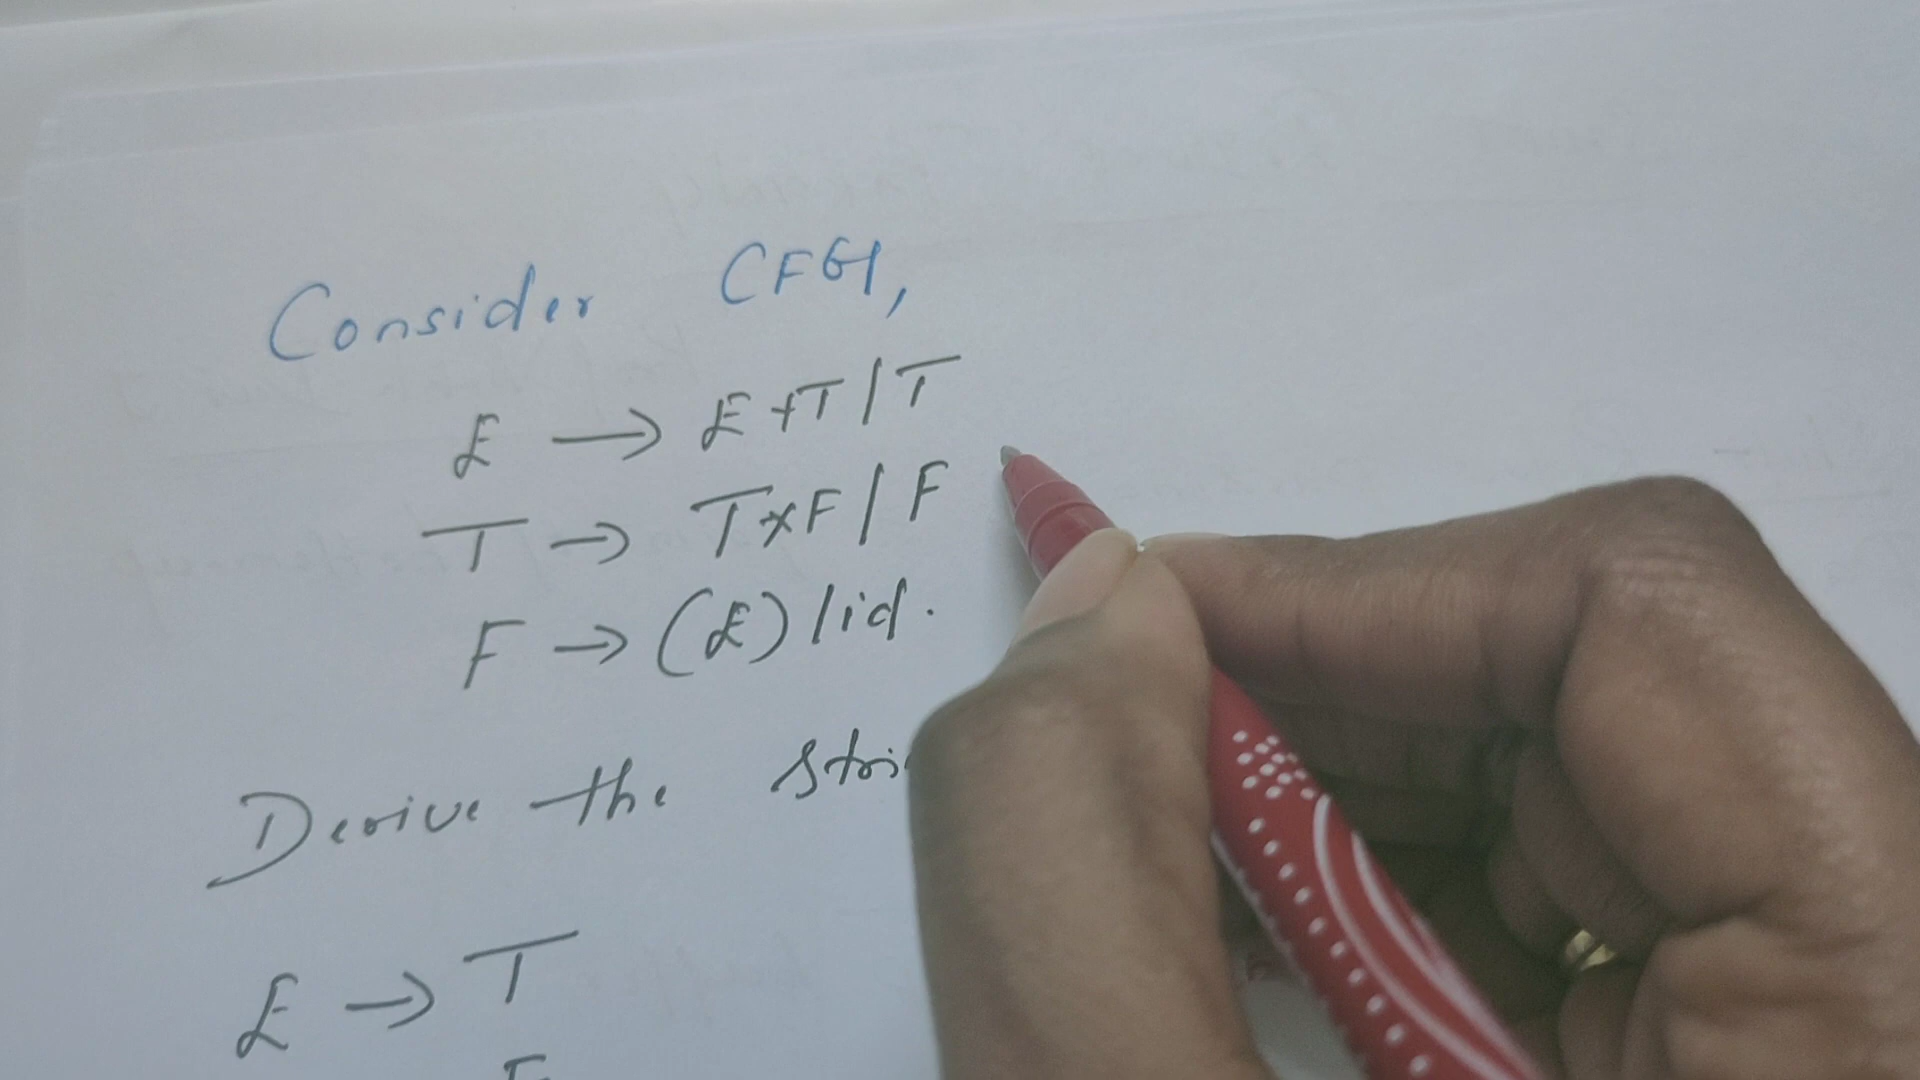 Consider CFG,
E → E+T/T
T → T*F/F
F → (E)/id.
Derive the
E → T